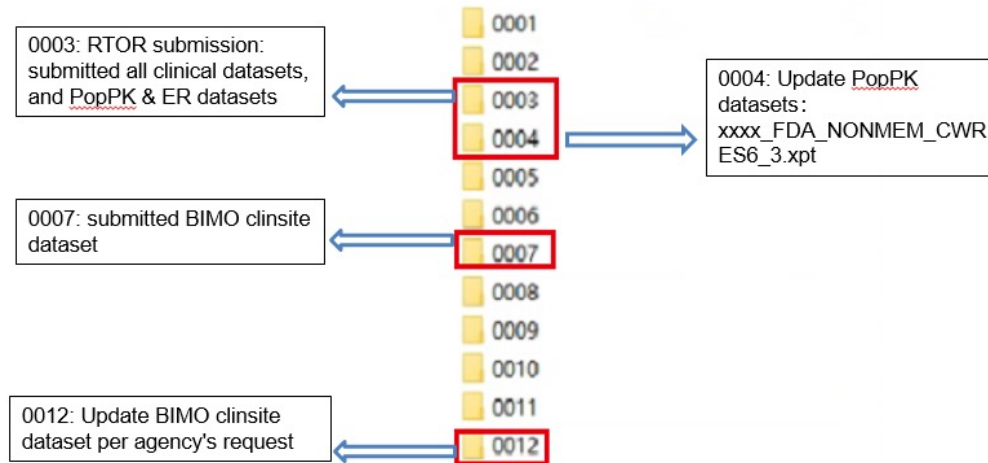 0001
0002
0003
0004
0005
0006
0007
0008
0009
0010
0011
0012
0003: RTOR submission:
submitted all clinical datasets,
and PopPK & ER datasets
0004: Update PopPK
datasets:
xxxx_FDA_NONMEM_CWR
ES6_3.xpt
0007: submitted BIMO clinsite
dataset
0012: Update BIMO clinsite
dataset per agency's request